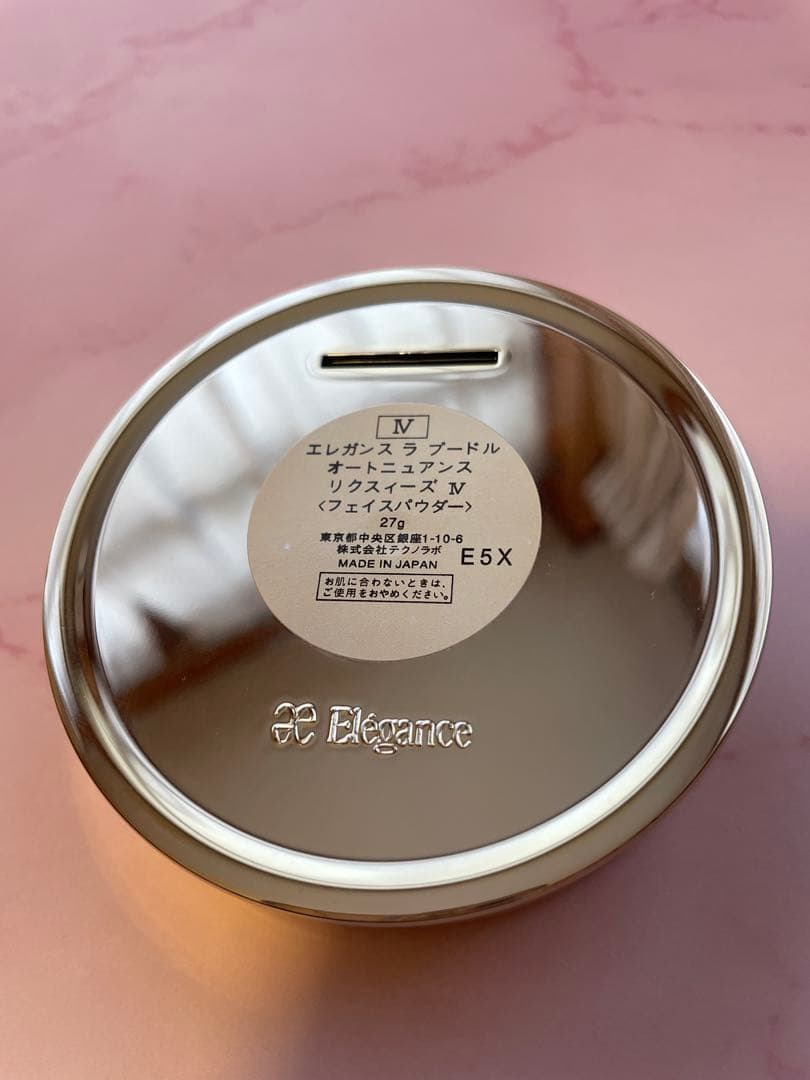 Ⅳ
エレガンス ラ プードル
オートニュアンス
リクスィーズ Ⅳ
〈フェイスパウダー〉
27g
東京都中央区銀座1-10-6
株式会社テクノラボ
MADE IN JAPAN
E5X
お肌に合わないときは、
ご使用をおやめください。
æ Elégance